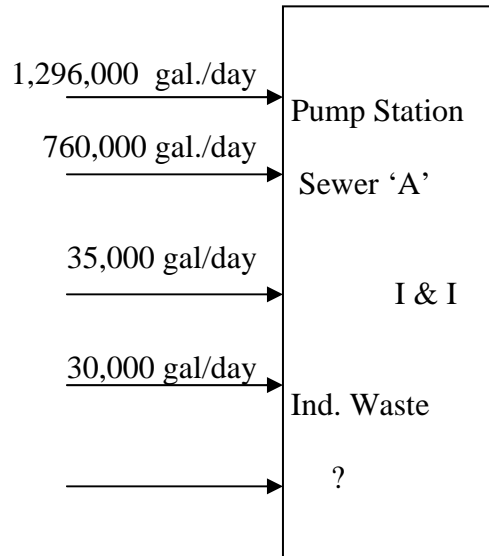 1,296,000 gal./day
Pump Station
760,000 gal./day
Sewer ‘A’
35,000 gal/day
I & I
30,000 gal/day
Ind. Waste
?